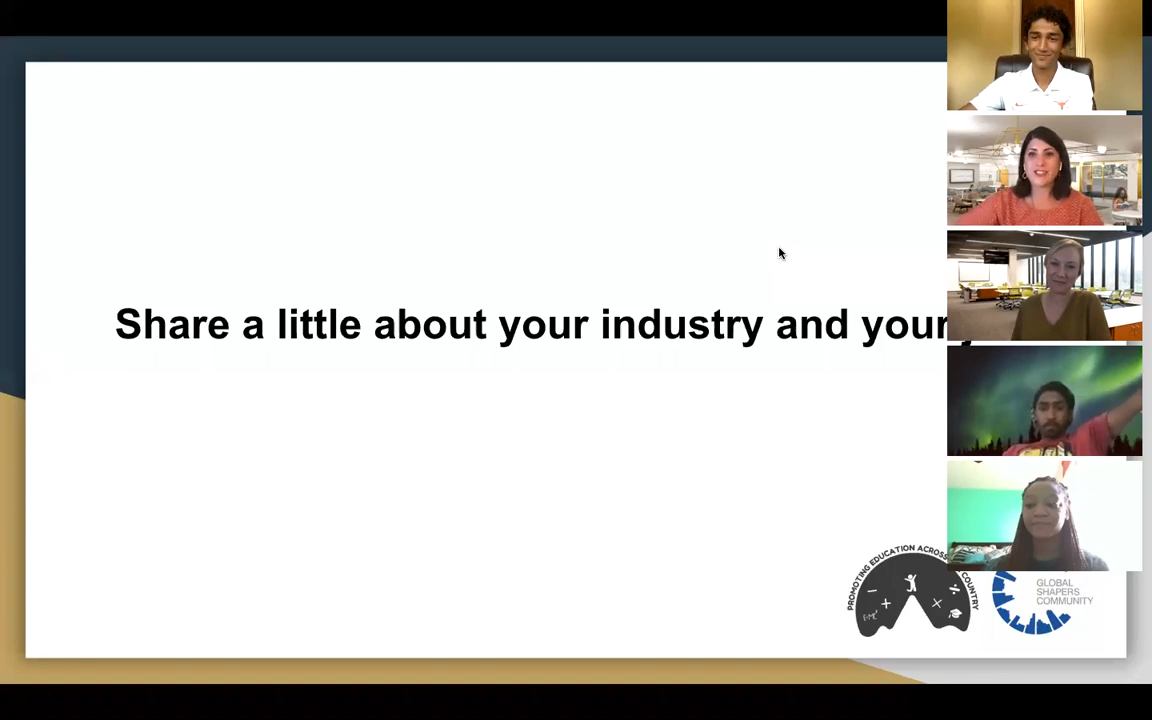 Share a little about your industry and your
PROMOTING EDUCATION ACROSS
COUNTRY
GLOBAL
SHAPERS
COMMUNITY